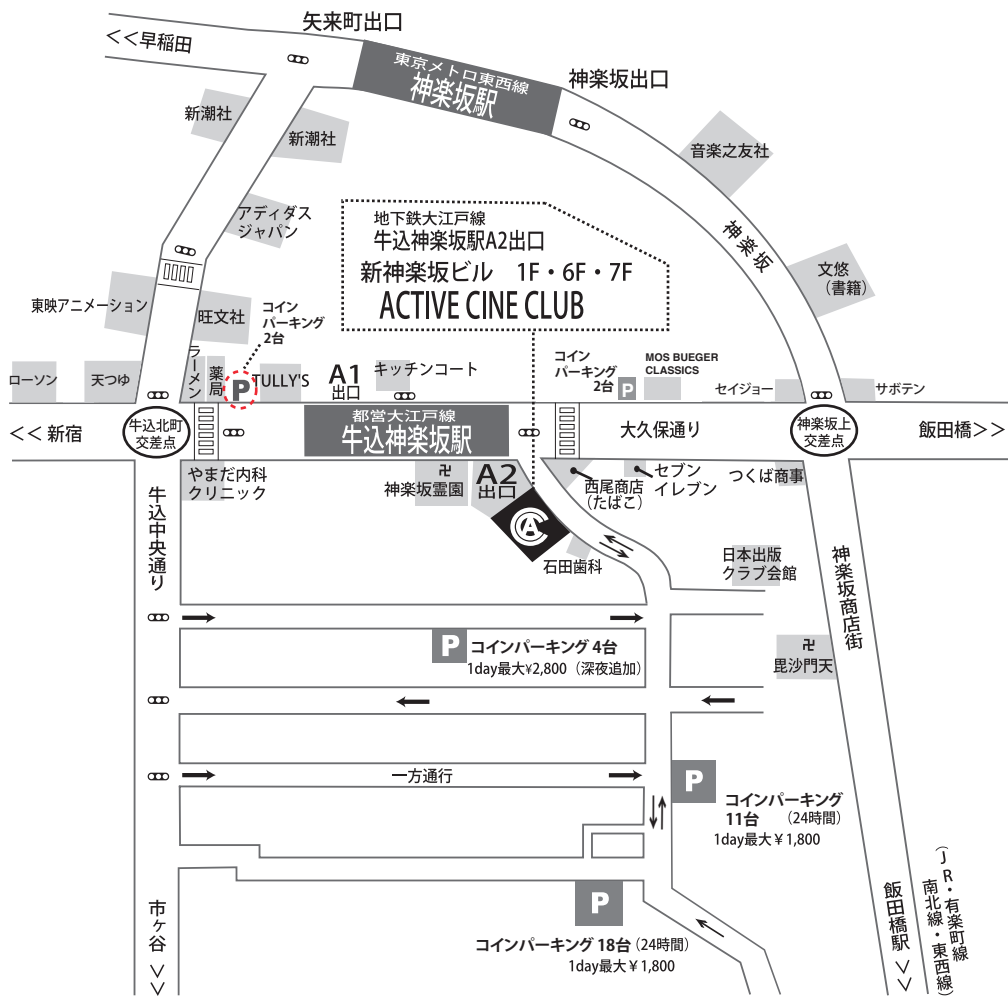 矢来町出口
<<早稲田
東京メトロ東西線
神楽坂駅
神楽坂出口
新潮社
新潮社
音楽之友社
アディダス
ジャパン
地下鉄大江戸線
牛込神楽坂駅A2出口
新神楽坂ビル 1F・6F・7F
ACTIVE CINE CLUB
神楽坂
文悠
(書籍)
東映アニメーション
旺文社
コイン
パーキング
2台
ローソン
天つゆ
ラーメン
薬局
P
TULLY'S
A1
出口
キッチンコート
コイン
パーキング
2台
P
MOS BUEGER
CLASSICS
セイジョー
サボテン
<< 新宿
牛込北町
交差点
都営大江戸線
牛込神楽坂駅
大久保通り
神楽坂上
交差点
飯田橋>>
やまだ内科
クリニック
卍
神楽坂霊園
A2
出口
西尾商店
(たばこ)
セブン
イレブン
つくば商事
牛込中央通り
CCA
石田歯科
日本出版
クラブ会館
神楽坂商店街
P
コインパーキング 4台
1day最大¥2,800(深夜追加)
卍
毘沙門天
一方通行
P
コインパーキング
11台 (24時間)
1day最大¥1,800
P
コインパーキング 18台(24時間)
1day最大¥1,800
市ヶ谷>>
飯田橋駅>>
(JR・有楽町線
南北線・東西線)